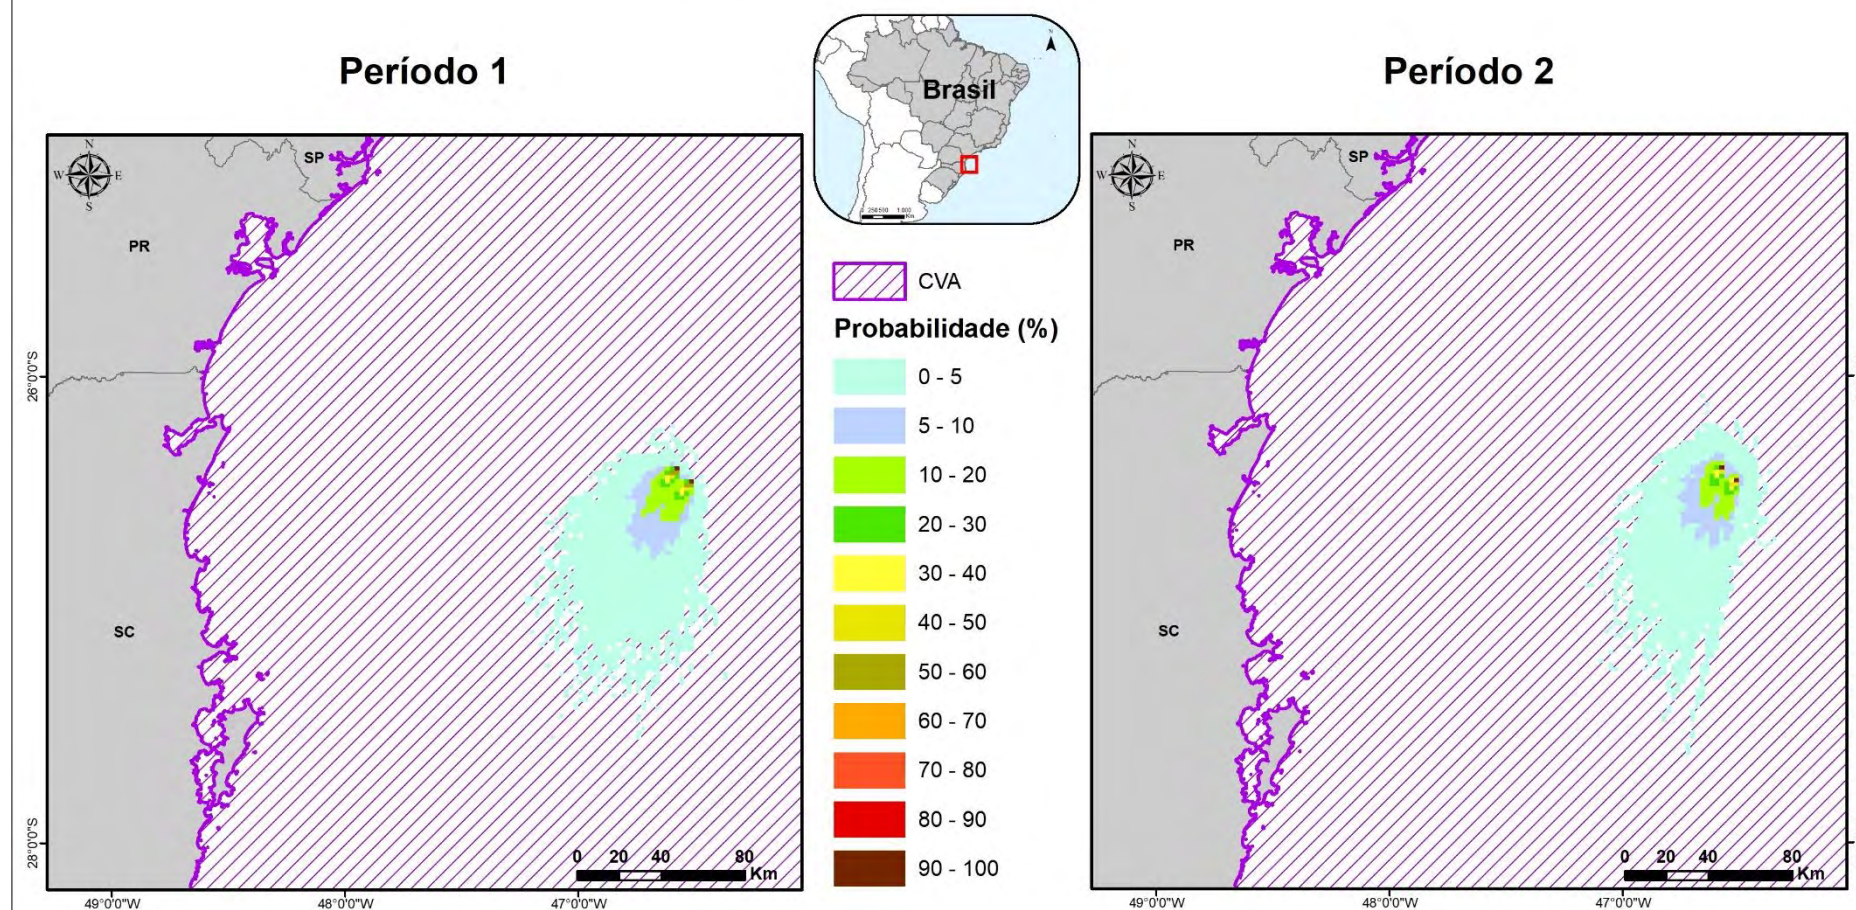 Período 1
N
W E
S
SP
PR
SC
26°0'0"S
28°0'0"S
0 20 40 80
Km
49°0'0"W 48°0'0"W 47°0'0"W
N
Brasil
Km
CVA
Probabilidade (%)
0 - 5
5 - 10
10 - 20
20 - 30
30 - 40
40 - 50
50 - 60
60 - 70
70 - 80
80 - 90
90 - 100
Período 2
N
W E
S
SP
PR
SC
0 20 40 80
Km
49°0'0"W 48°0'0"W 47°0'0"W